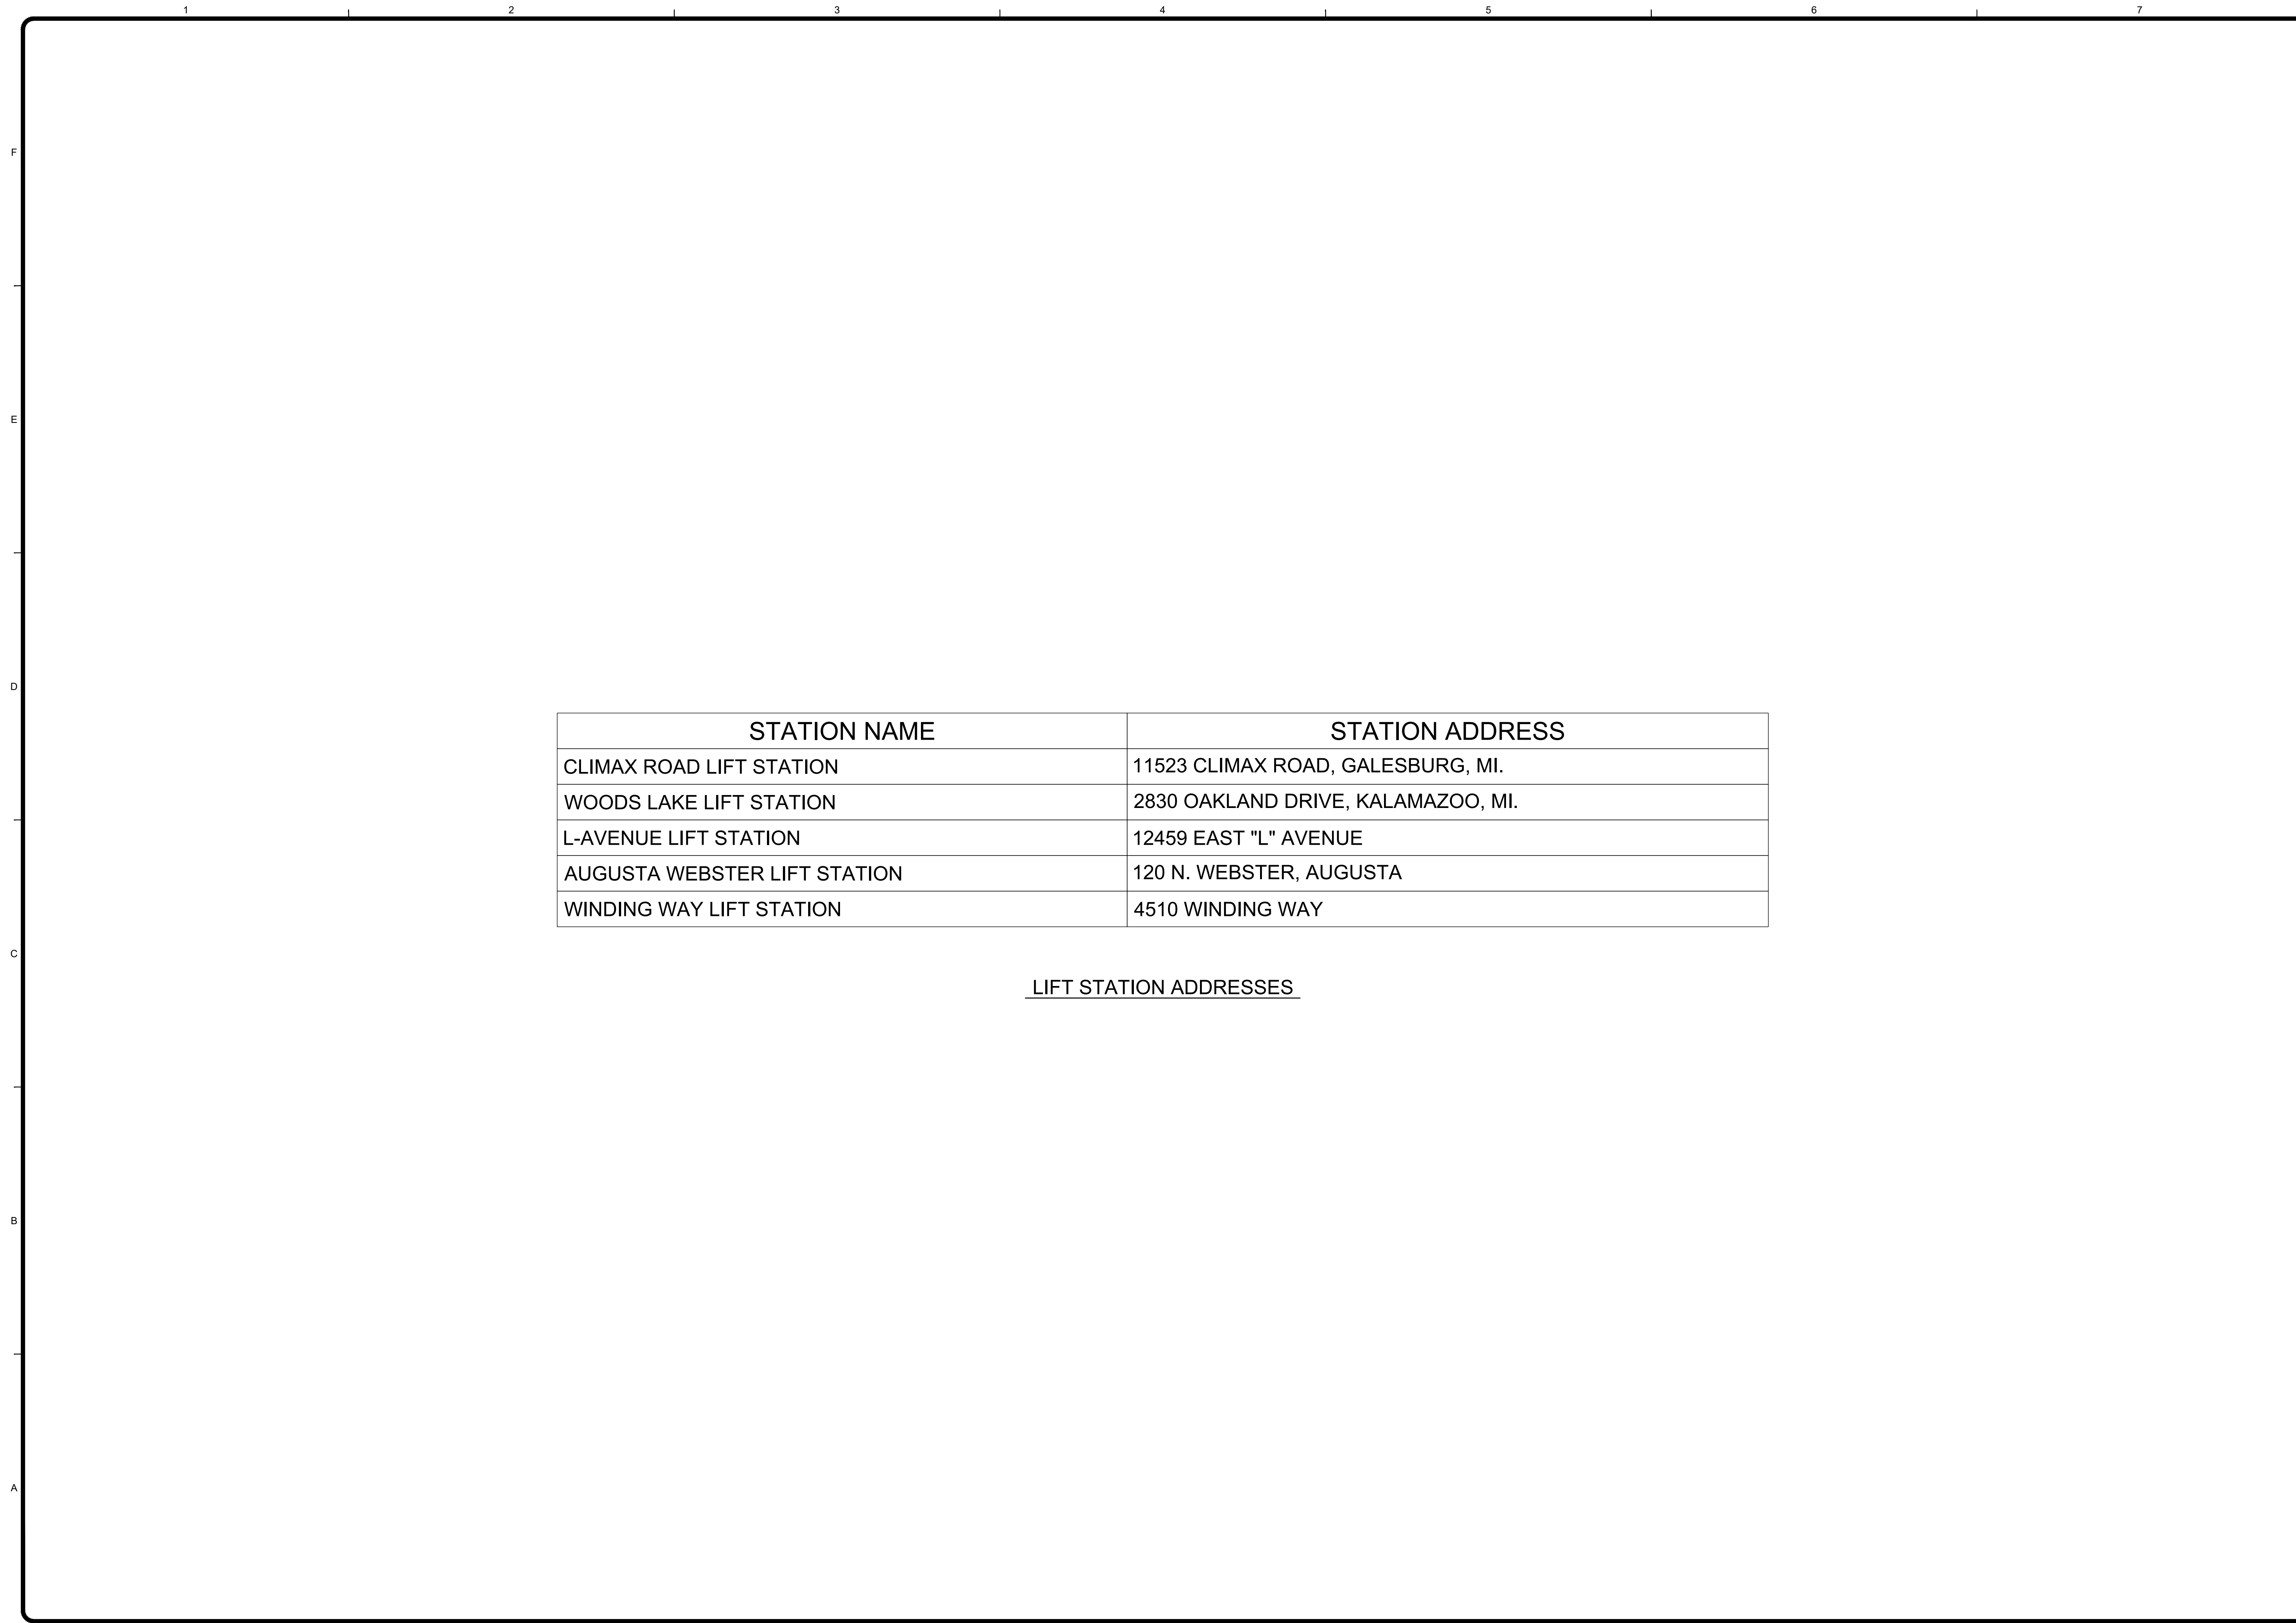 1 2 3 4 5 6 7
F
E
D
STATION NAME STATION ADDRESS
CLIMAX ROAD LIFT STATION 11523 CLIMAX ROAD, GALESBURG, MI.
WOODS LAKE LIFT STATION 2830 OAKLAND DRIVE, KALAMAZOO, MI.
L-AVENUE LIFT STATION 12459 EAST "L" AVENUE
AUGUSTA WEBSTER LIFT STATION 120 N. WEBSTER, AUGUSTA
WINDING WAY LIFT STATION 4510 WINDING WAY
C
LIFT STATION ADDRESSES
B
A